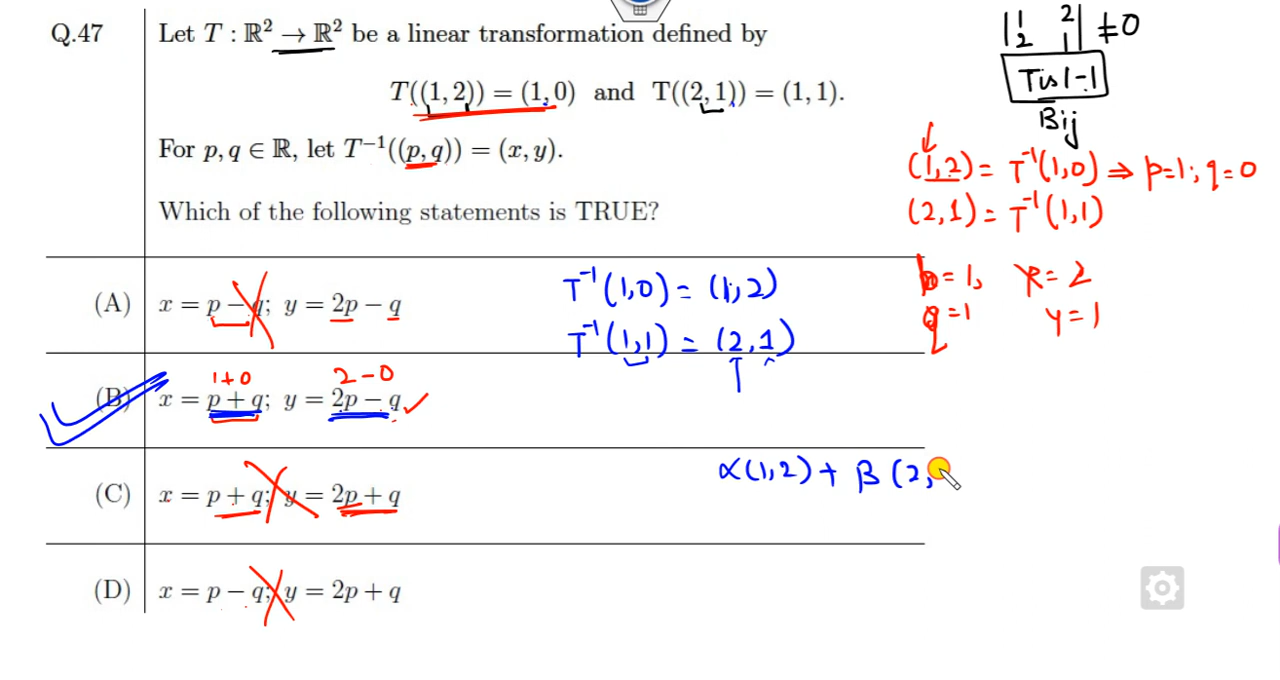 Q.47 Let T : ℝ² → ℝ² be a linear transformation defined by
T((1, 2)) = (1, 0) and T((2, 1)) = (1, 1).
For p, q ∈ ℝ, let T⁻¹((p, q)) = (x, y).
Which of the following statements is TRUE?
(A) x = p − q; y = 2p − q
1+0 2−0
(B) x = p + q; y = 2p − q
(C) x = p + q; y = 2p + q
(D) x = p − q; y = 2p + q
|1 2|
|2 1| ≠0
T is 1-1
Bij
(1,2) = T⁻¹(1,0) ⇒ p=1; q=0
(2,1) = T⁻¹(1,1)
p=1, x=2
q=1 y=1
T⁻¹(1,0) = (1,2)
T⁻¹(1,1) = (2,1)
α(1,2) + β(2,